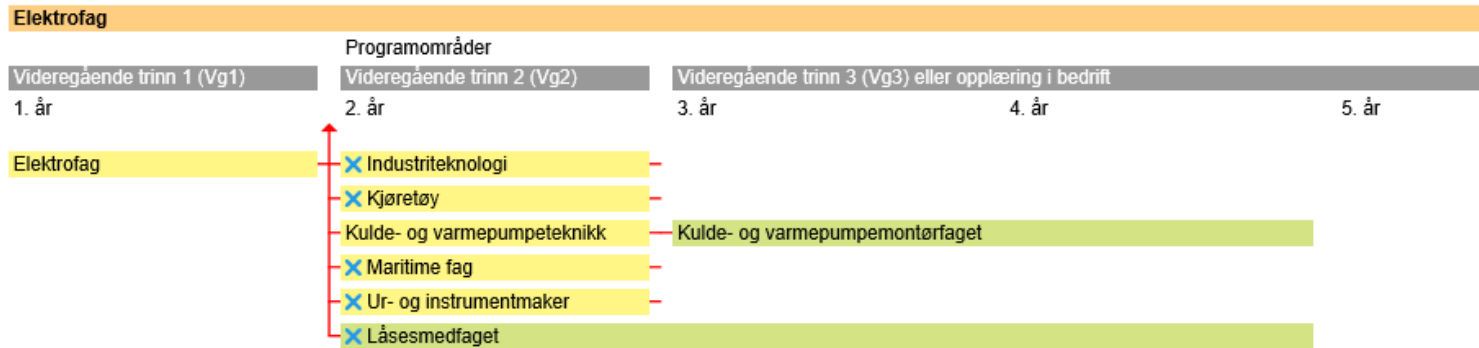 Elektrofag
Programområder
Videregående trinn 1 (Vg1) Videregående trinn 2 (Vg2) Videregående trinn 3 (Vg3) eller opplæring i bedrift
1. år 2. år 3. år 4. år 5. år
Elektrofag Industriteknologi
Kjøretøy
Kulde- og varmepumpeteknikk Kulde- og varmepumpemontørfaget
Maritime fag
Ur- og instrumentmaker
Låsesmedfaget